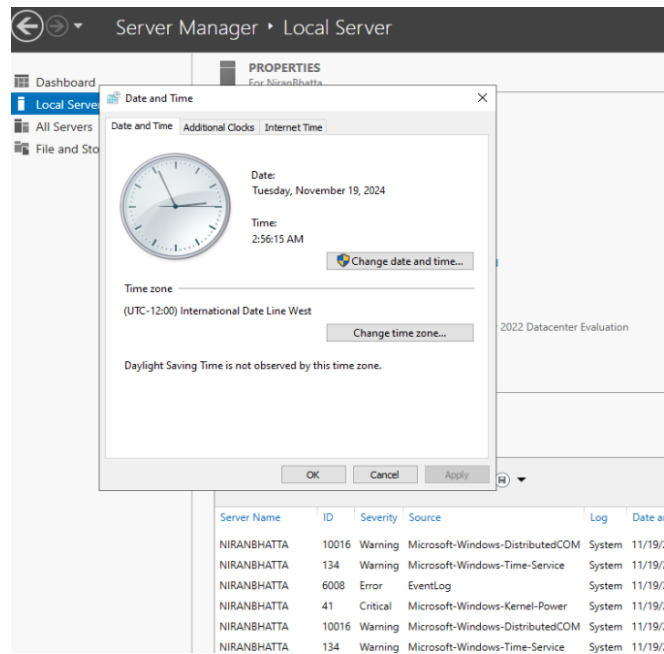 Server Manager ‣ Local Server
Dashboard
Local Serve
All Servers
File and Sto
PROPERTIES
For NiranBhatta
Date and Time
Date and Time Additional Clocks Internet Time
Date:
Tuesday, November 19, 2024
Time:
2:56:15 AM
Change date and time...
Time zone
(UTC-12:00) International Date Line West
Change time zone...
Daylight Saving Time is not observed by this time zone.
OK Cancel Apply
2022 Datacenter Evaluation
Server Name ID Severity Source Log Date a
NIRANBHATTA 10016 Warning Microsoft-Windows-DistributedCOM System 11/19/
NIRANBHATTA 134 Warning Microsoft-Windows-Time-Service System 11/19/
NIRANBHATTA 6008 Error EventLog System 11/19/
NIRANBHATTA 41 Critical Microsoft-Windows-Kernel-Power System 11/19/
NIRANBHATTA 10016 Warning Microsoft-Windows-DistributedCOM System 11/19/
NIRANBHATTA 134 Warning Microsoft-Windows-Time-Service System 11/19/